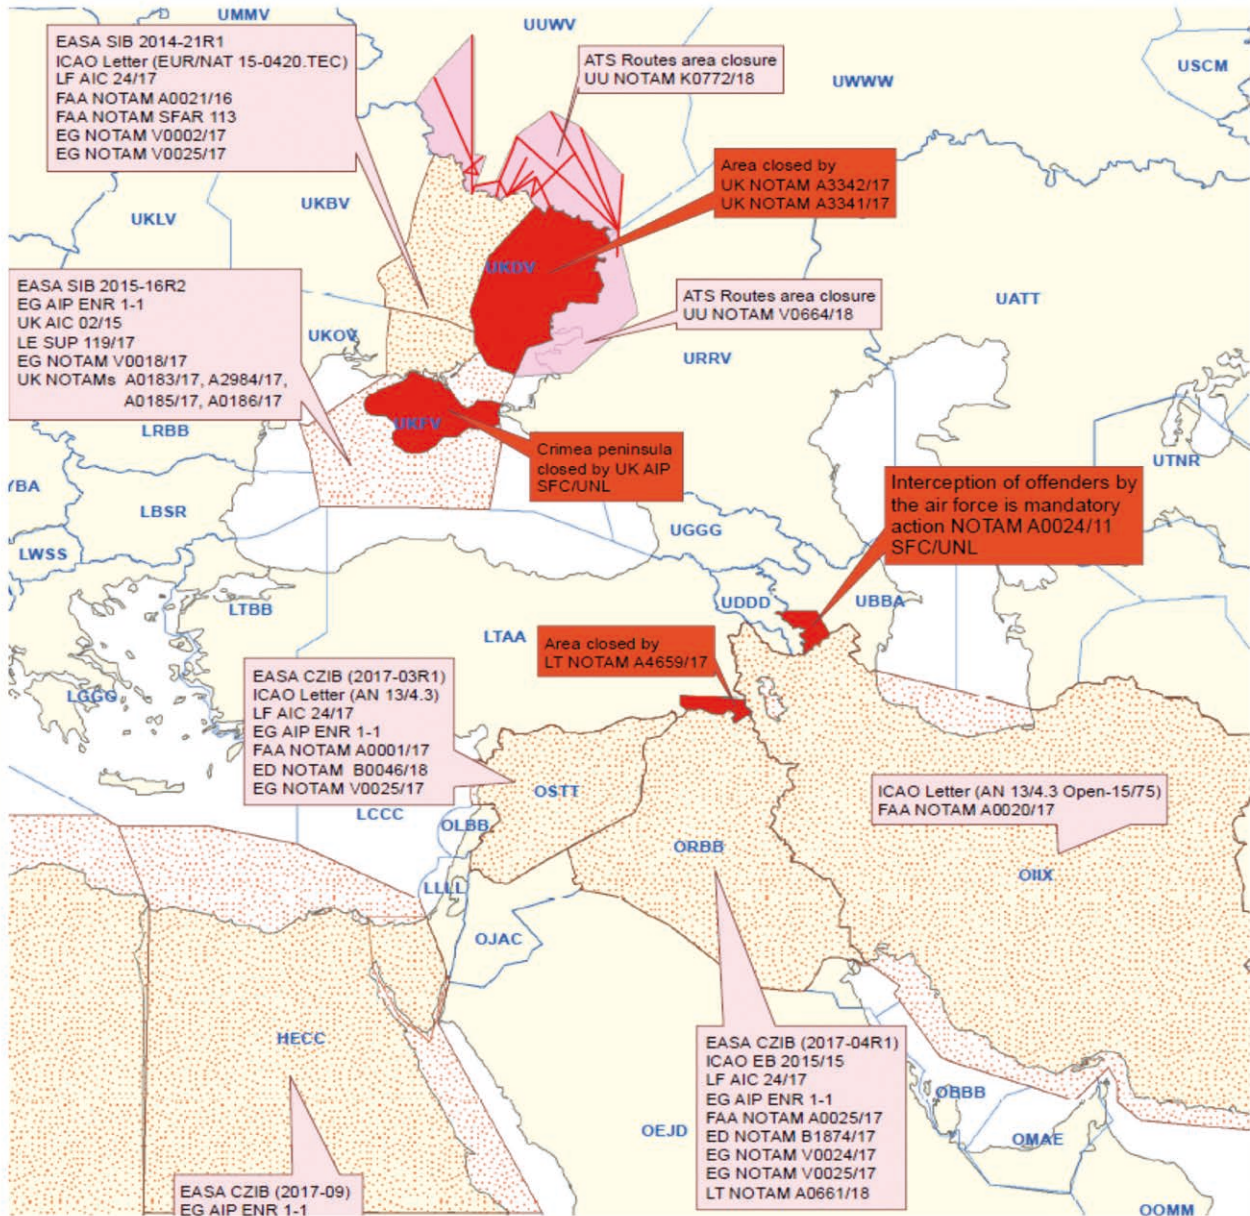 UMMV
UUWV
EASA SIB 2014-21R1
ICAO Letter (EUR/NAT 15-0420.TEC)
LF AIC 24/17
FAA NOTAM A0021/16
FAA NOTAM SFAR 113
EG NOTAM V0002/17
EG NOTAM V0025/17
ATS Routes area closure
UU NOTAM K0772/18
UWWW
USCM
Area closed by
UK NOTAM A3342/17
UK NOTAM A3341/17
UKLV
UKBV
UKDV
EASA SIB 2015-16R2
EG AIP ENR 1-1
UK AIC 02/15
LE SUP 119/17
EG NOTAM V0018/17
UK NOTAMs A0183/17, A2984/17,
A0185/17, A0186/17
ATS Routes area closure
UU NOTAM V0664/18
UATT
UKOV
URRV
UKFV
LRBB
Crimea peninsula
closed by UK AIP
SFC/UNL
UTNR
Interception of offenders by
the air force is mandatory
action NOTAM A0024/11
SFC/UNL
YBA
LBSR
LWSS
UGGG
LTBB
UDDD
UBBA
LTAA
Area closed by
LT NOTAM A4659/17
LGGG
EASA CZIB (2017-03R1)
ICAO Letter (AN 13/4.3)
LF AIC 24/17
EG AIP ENR 1-1
FAA NOTAM A0001/17
ED NOTAM B0046/18
EG NOTAM V0025/17
OSTT
ICAO Letter (AN 13/4.3 Open-15/75)
FAA NOTAM A0020/17
LCCC
OLBB
ORBB
OIIX
LLLL
OJAC
HECC
EASA CZIB (2017-04R1)
ICAO EB 2015/15
LF AIC 24/17
EG AIP ENR 1-1
FAA NOTAM A0025/17
ED NOTAM B1874/17
EG NOTAM V0024/17
EG NOTAM V0025/17
LT NOTAM A0661/18
OBBB
OEJD
OMAE
EASA CZIB (2017-09)
EG AIP ENR 1-1
OOMM